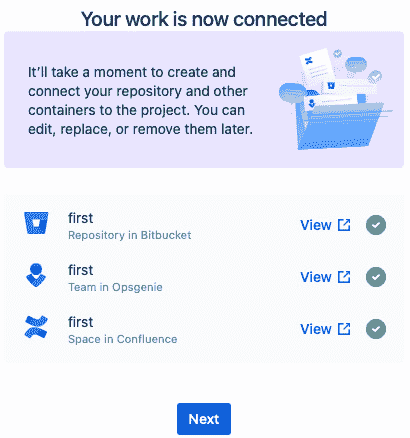 Your work is now connected
It'll take a moment to create and
connect your repository and other
containers to the project. You can
edit, replace, or remove them later.
first
View
Repository in Bitbucket
first
View
Team in Opsgenie
first
View
Space in Confluence
Next